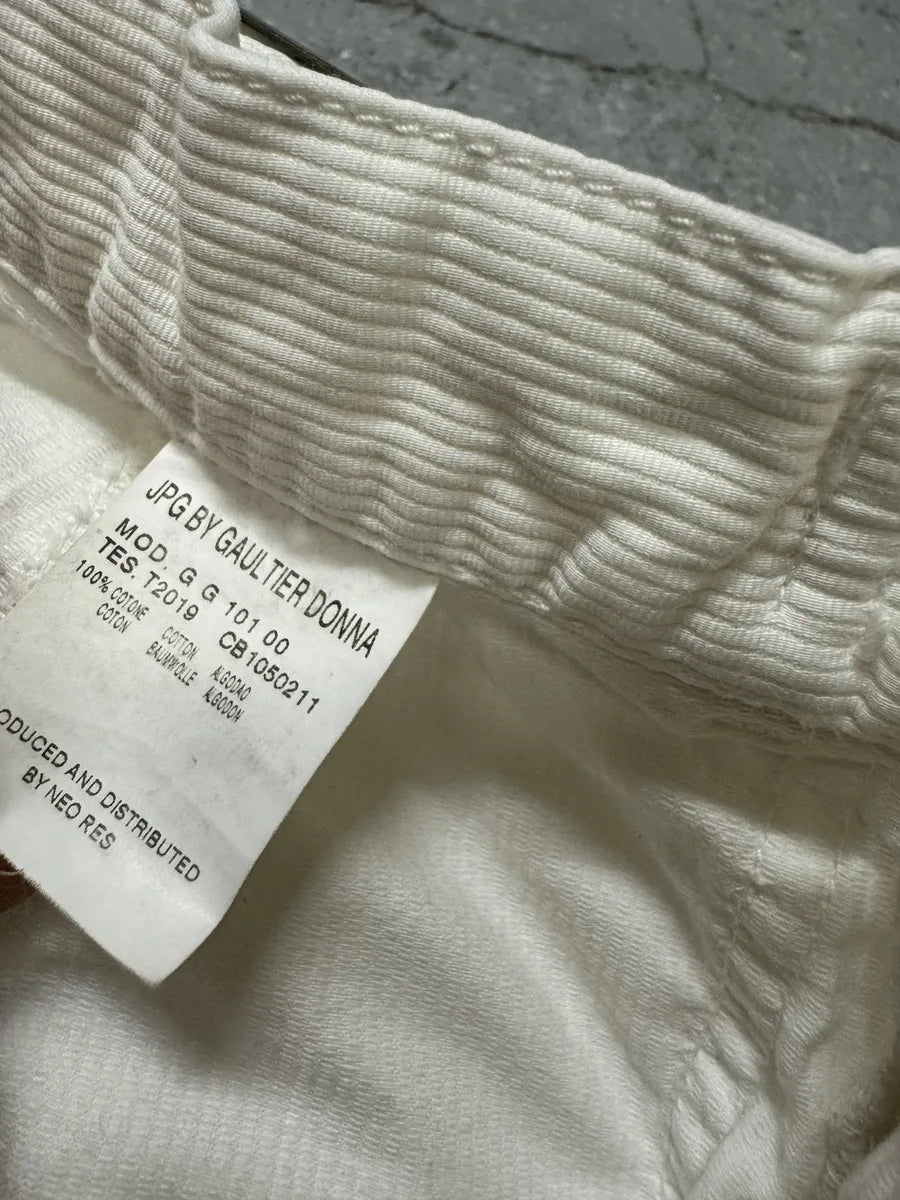 JPG BY GAULTIER DONNA
MOD. G G 101 00
TES. T2019 CB1050211
100% COTONE COTTON ALGODAO
COTON BAUMWOLLE ALGODON
ODUCED AND DISTRIBUTED
BY NEO RES